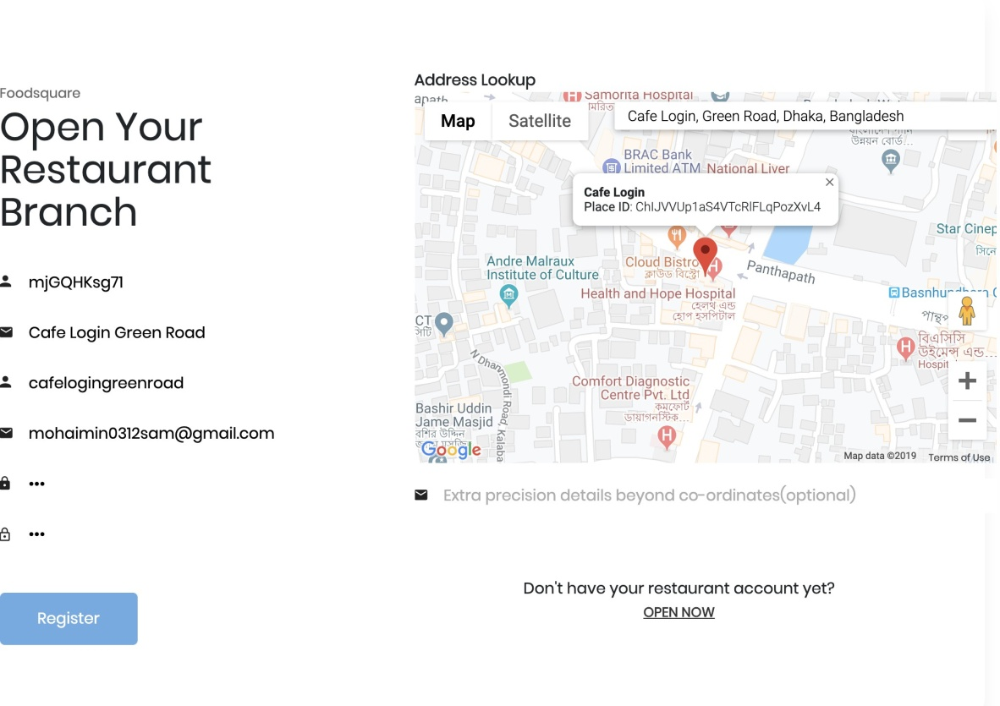 Foodsquare
Open Your
Restaurant
Branch
mjGQHKsg71
Cafe Login Green Road
cafelogingreenroad
mohaimin0312sam@gmail.com
•••
•••
Register
Address Lookup
Samorita Hospital
Map
Satellite
Cafe Login, Green Road, Dhaka, Bangladesh
উন্নয়ন বোর্ড...
BRAC Bank
Limited ATM
National Liver
Cafe Login
Place ID: ChIJVVUp1aS4VTcRlFLqPozXvL4
Star Cinep
সিনে
Andre Malraux
Institute of Culture
Cloud Bistro
ক্লাউড বিস্ট্রো
Panthapath
Health and Hope Hospital
হেলথ এন্ড
হোপ হসপিটাল
CT
সিটি
N Dhanmondi Road, Kalaba
বিএসিসি
উইমেন্স এন্ড...
Hospit
Comfort Diagnostic
Centre Pvt. Ltd
কমফোর্ট
ডায়াগনস্টিক...
Bashir Uddin
Jame Masjid
বশির উদ্দিন
Google
Map data ©2019
Terms of Use
Extra precision details beyond co-ordinates(optional)
Don't have your restaurant account yet?
OPEN NOW